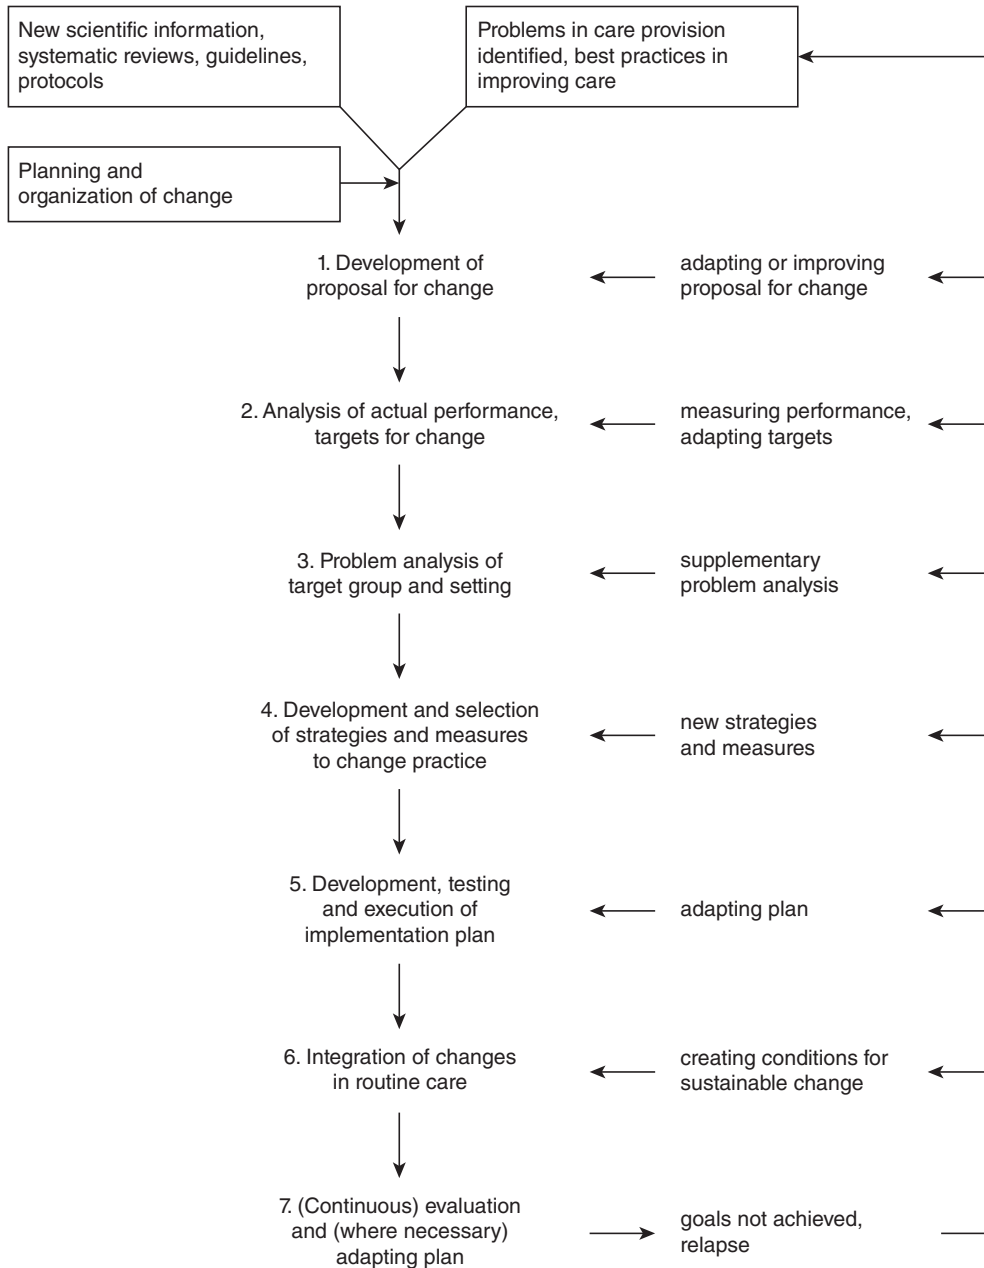 New scientific information,
systematic reviews, guidelines,
protocols
Problems in care provision
identified, best practices in
improving care
Planning and
organization of change
1. Development of
proposal for change
adapting or improving
proposal for change
2. Analysis of actual performance,
targets for change
measuring performance,
adapting targets
3. Problem analysis of
target group and setting
supplementary
problem analysis
4. Development and selection
of strategies and measures
to change practice
new strategies
and measures
5. Development, testing
and execution of
implementation plan
adapting plan
6. Integration of changes
in routine care
creating conditions for
sustainable change
7. (Continuous) evaluation
and (where necessary)
adapting plan
goals not achieved,
relapse